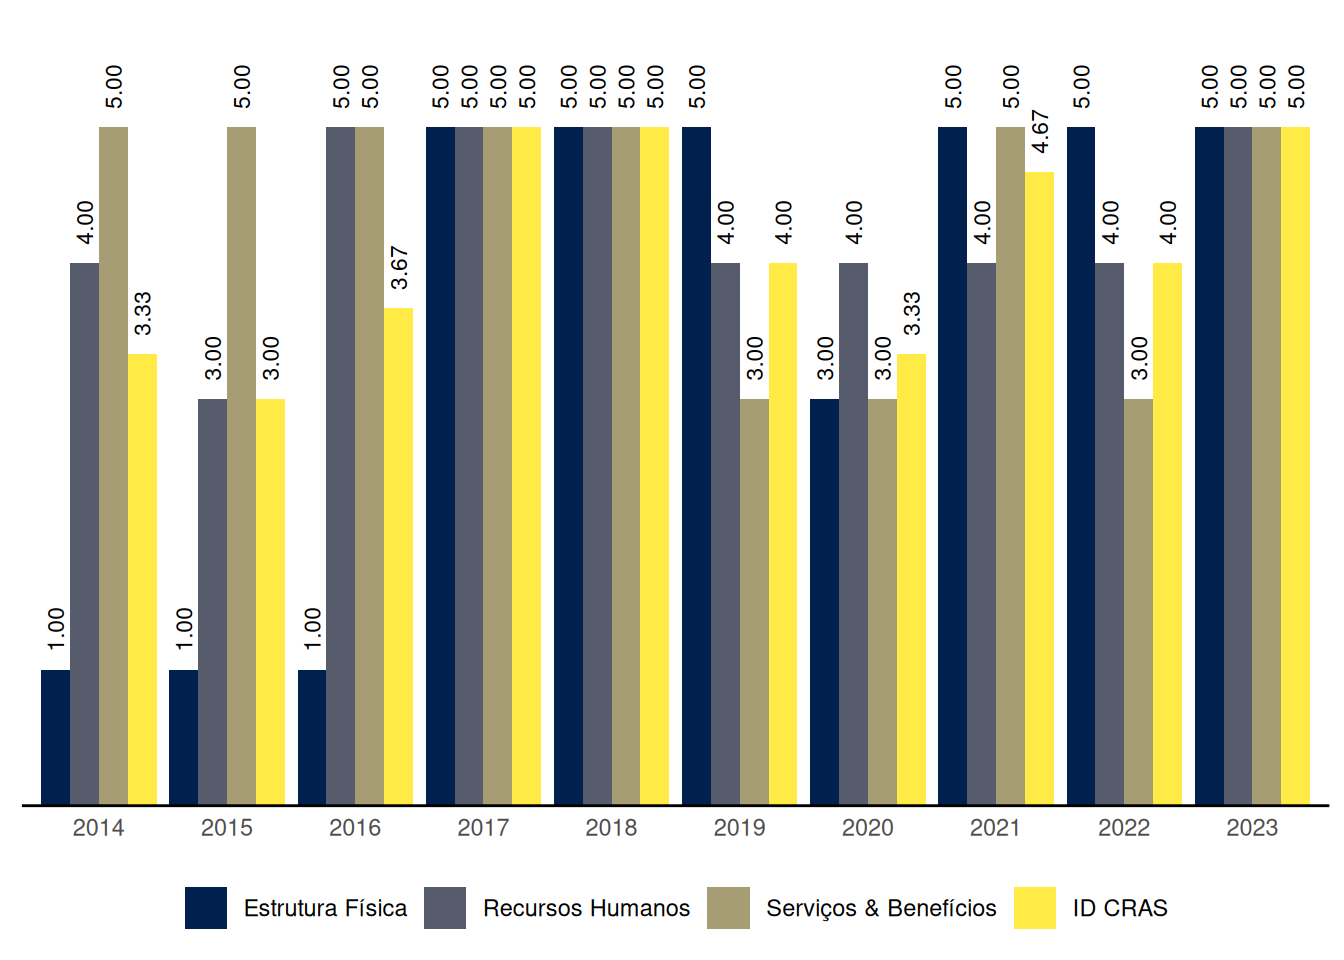 1.00 4.00 5.00 3.33
1.00 3.00 5.00 3.00
1.00 5.00 5.00 3.67
5.00 5.00 5.00 5.00
5.00 5.00 5.00 5.00
5.00 4.00 3.00 4.00
3.00 4.00 3.00 3.33
5.00 4.00 5.00 4.67
5.00 4.00 3.00 4.00
5.00 5.00 5.00 5.00
2014 2015 2016 2017 2018 2019 2020 2021 2022 2023
Estrutura Física Recursos Humanos Serviços & Benefícios ID CRAS